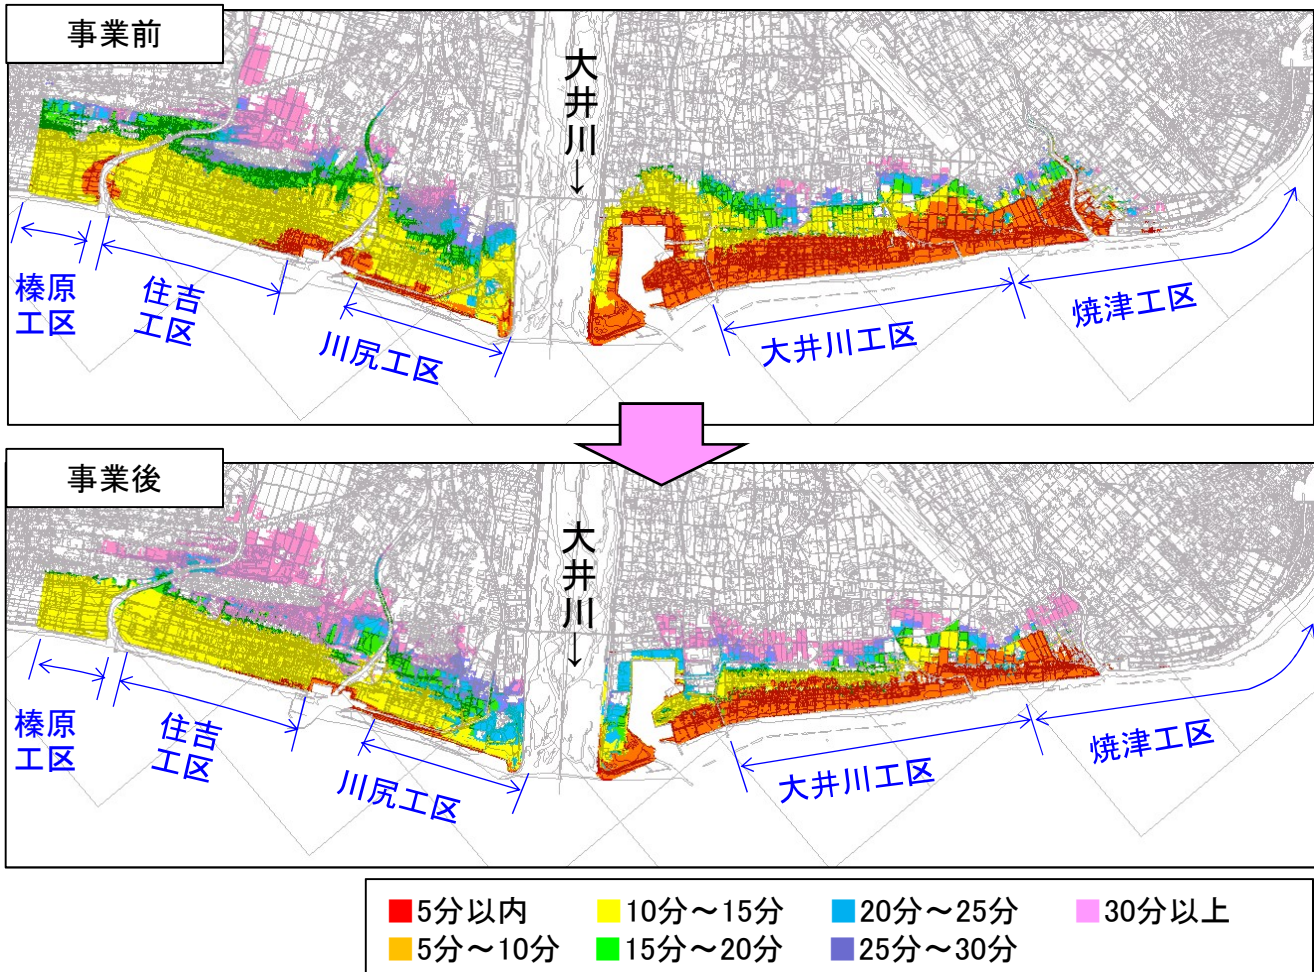 事業前
大井川→
榛原
工区
住吉
工区
川尻工区
大井川工区
焼津工区
事業後
大井川→
榛原
工区
住吉
工区
川尻工区
大井川工区
焼津工区
5分以内 10分～15分 20分～25分 30分以上
5分～10分 15分～20分 25分～30分